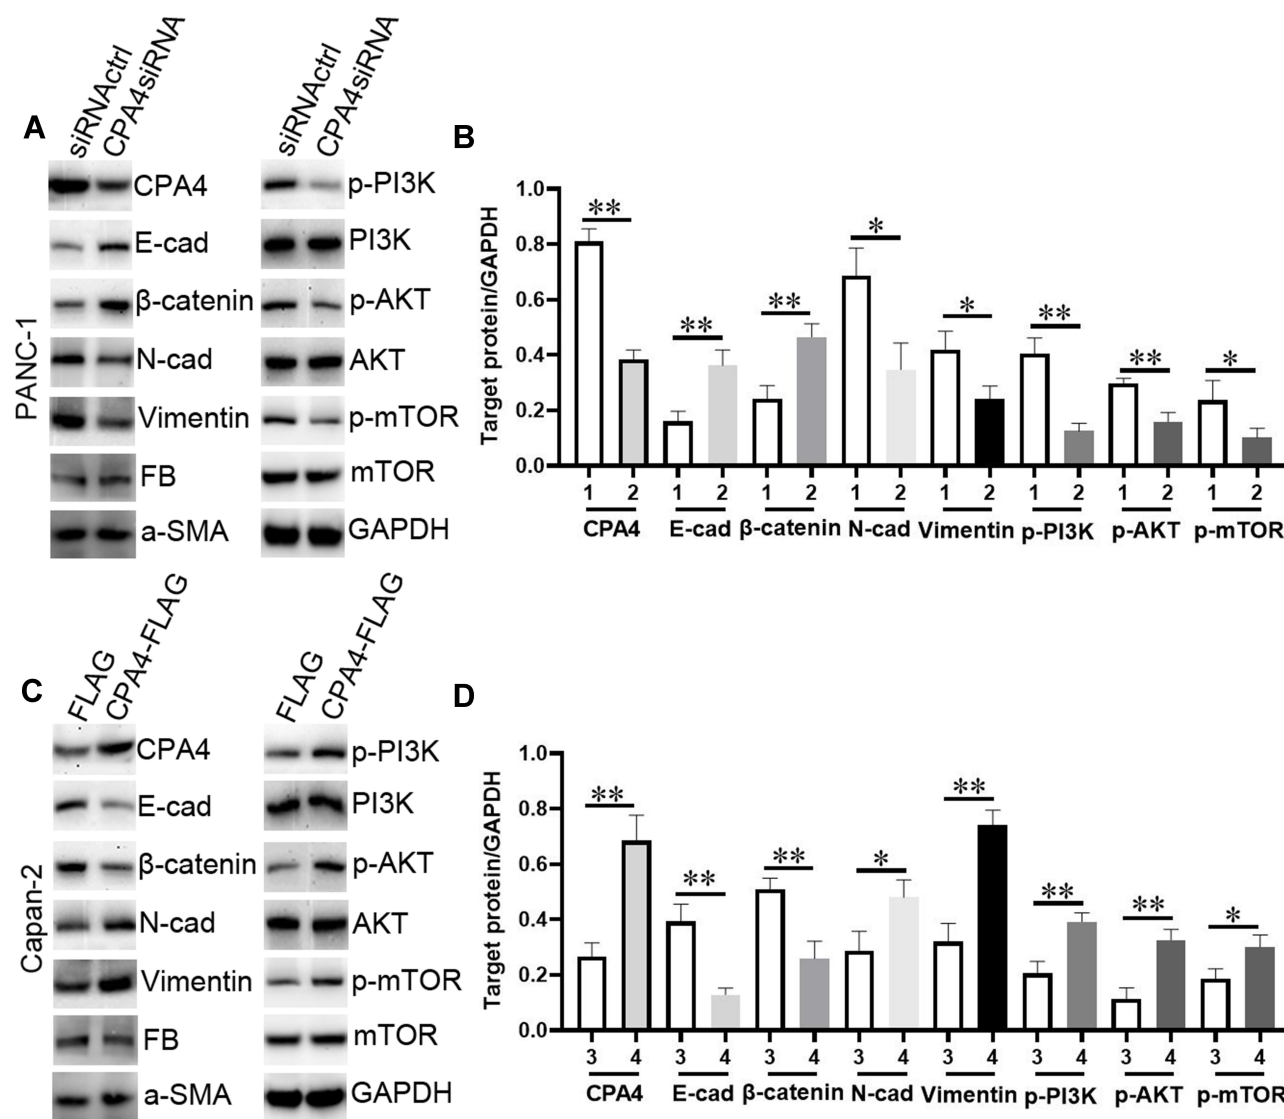 A
siRNActrl
CPA4siRNA
siRNActrl
CPA4siRNA
PANC-1
CPA4
E-cad
β-catenin
N-cad
Vimentin
FB
a-SMA
p-PI3K
PI3K
p-AKT
AKT
p-mTOR
mTOR
GAPDH
B
Target protein/GAPDH
1.0
0.8
0.6
0.4
0.2
0.0
** ** ** * * ** ** *
1 2 1 2 1 2 1 2 1 2 1 2 1 2 1 2
CPA4 E-cad β-catenin N-cad Vimentin p-PI3K p-AKT p-mTOR
C
FLAG
CPA4-FLAG
FLAG
CPA4-FLAG
Capan-2
CPA4
E-cad
β-catenin
N-cad
Vimentin
FB
a-SMA
p-PI3K
PI3K
p-AKT
AKT
p-mTOR
mTOR
GAPDH
D
Target protein/GAPDH
1.0
0.8
0.6
0.4
0.2
0.0
** ** ** * ** ** ** *
3 4 3 4 3 4 3 4 3 4 3 4 3 4 3 4
CPA4 E-cad β-catenin N-cad Vimentin p-PI3K p-AKT p-mTOR